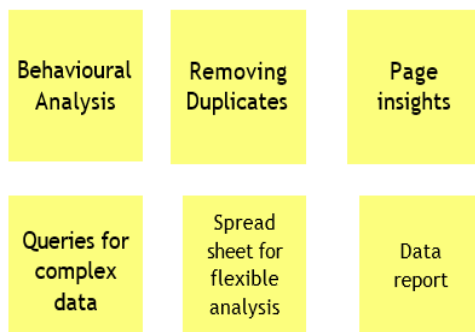 Behavioural
Analysis
Removing
Duplicates
Page
insights
Queries for
complex
data
Spread
sheet for
flexible
analysis
Data
report